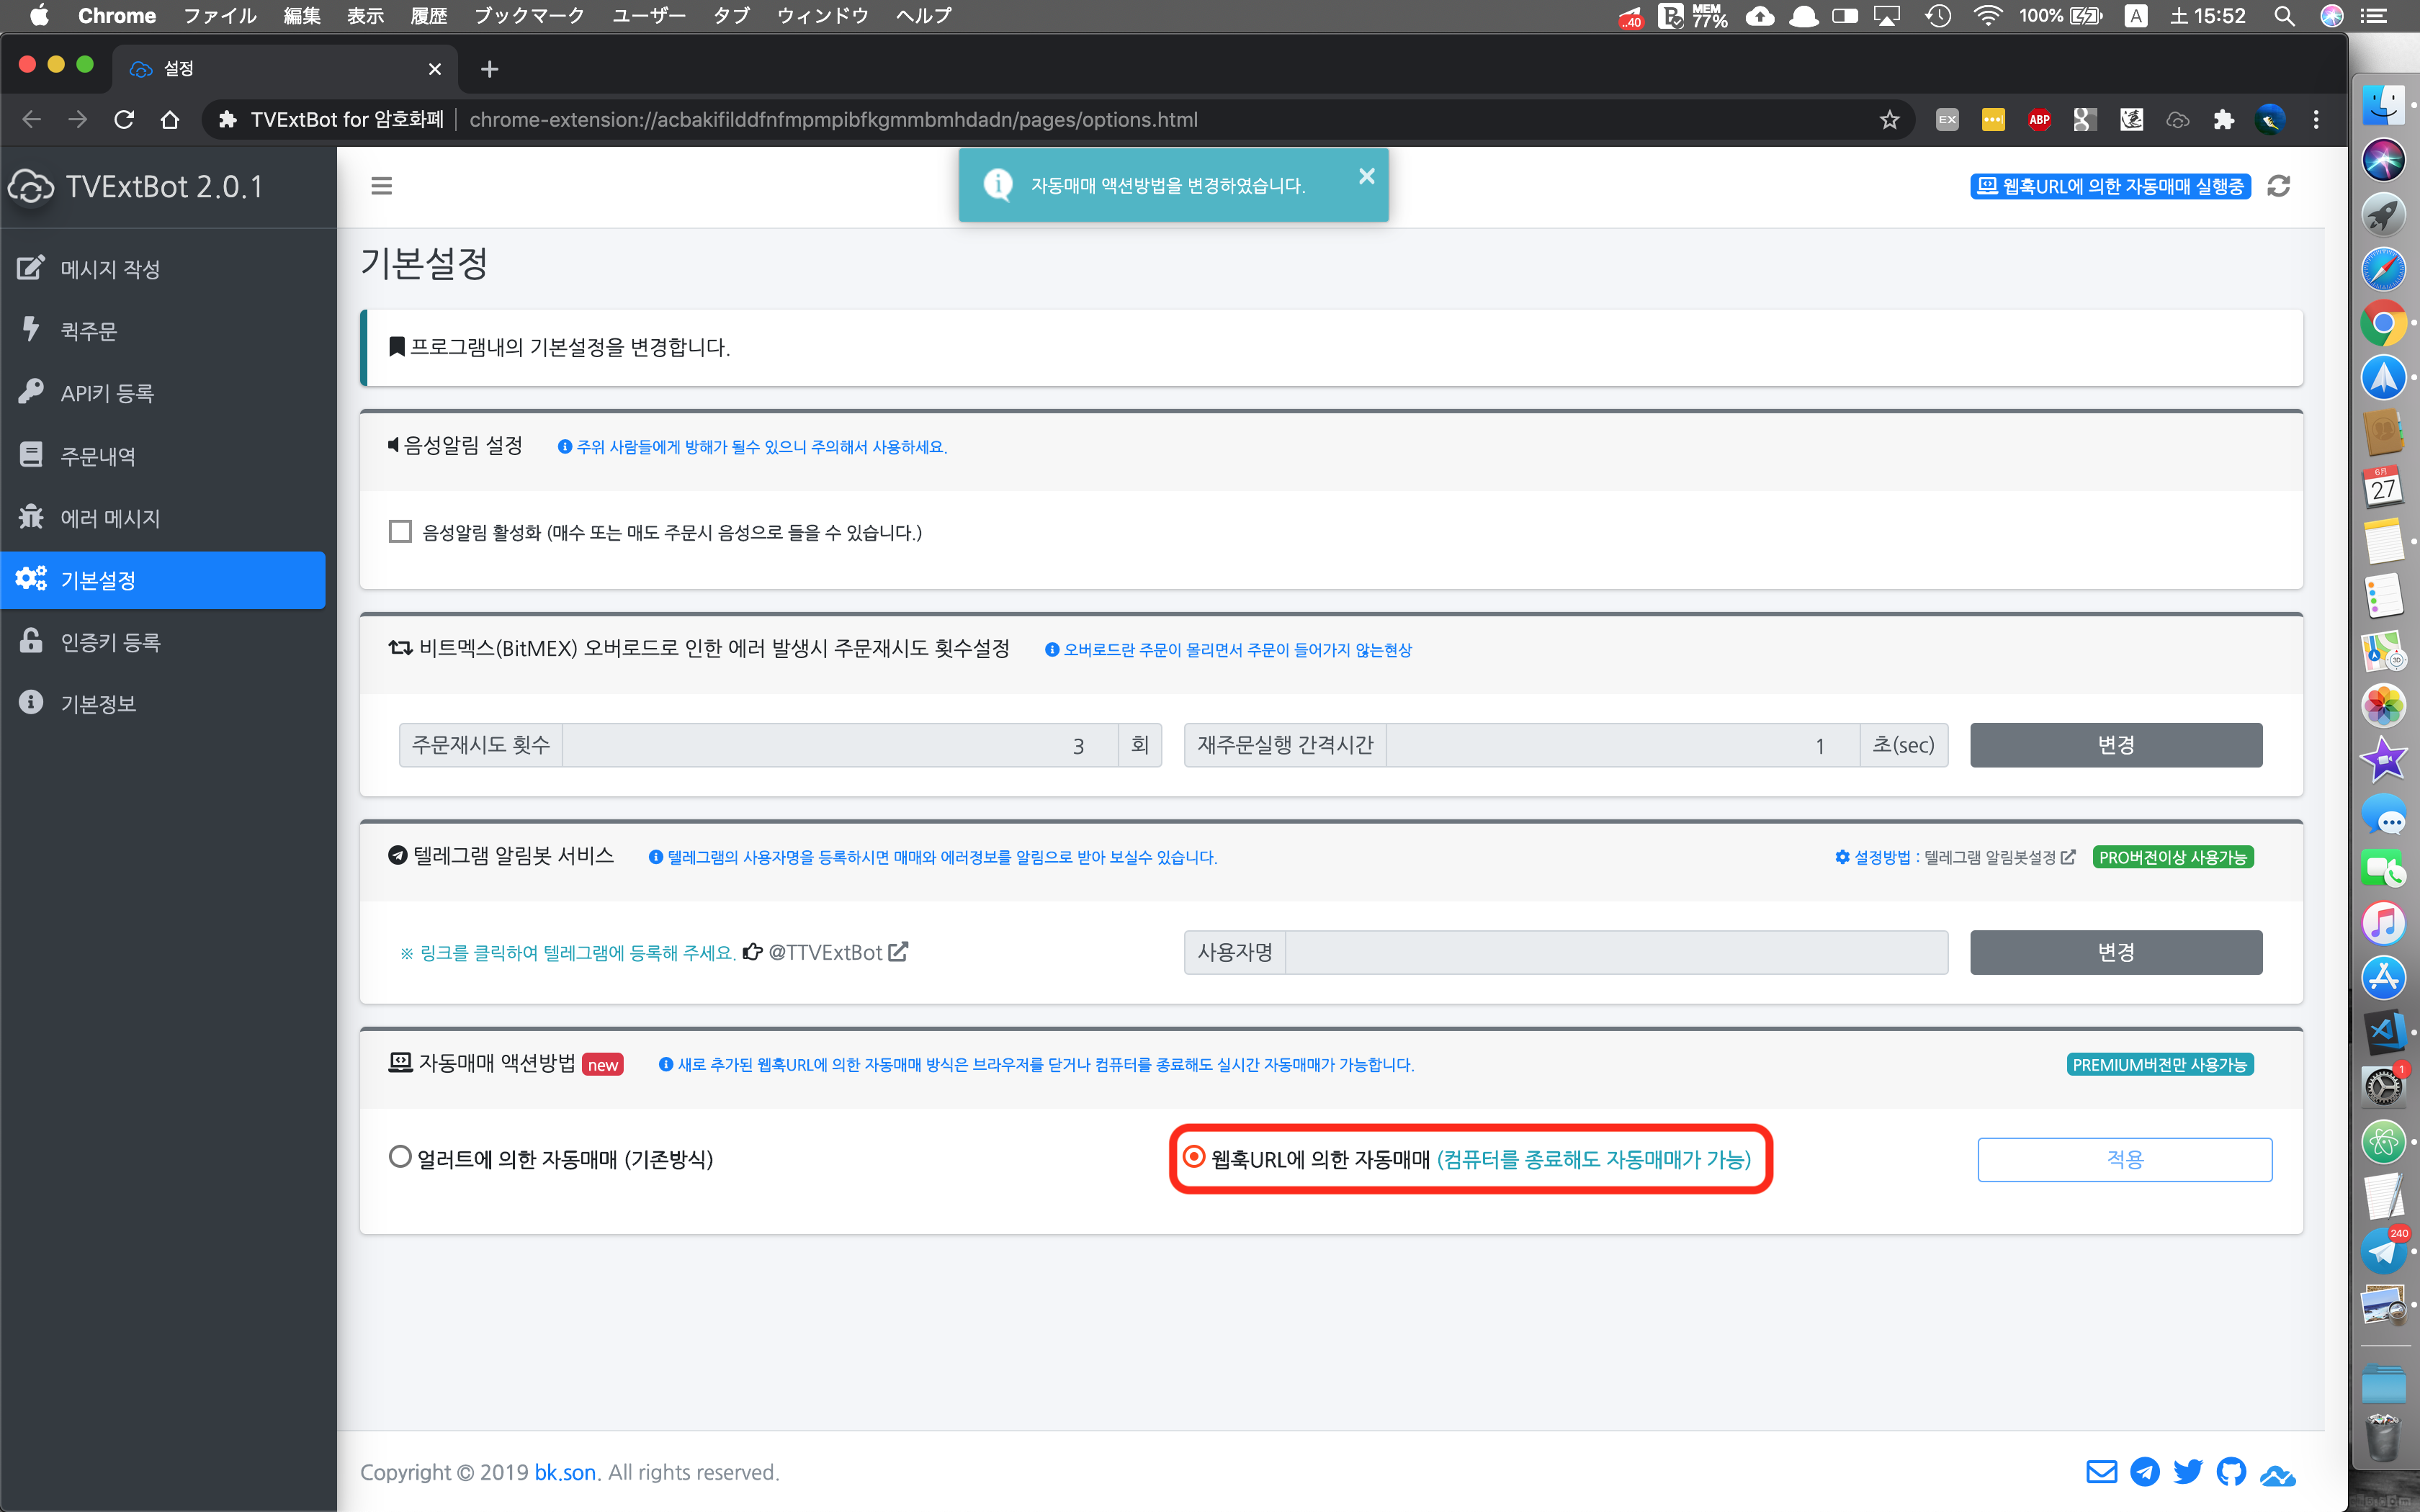 Chrome ファイル 編集 表示 履歴 ブックマーク ユーザー タブ ウィンドウ ヘルプ ..40 MEM 77% 100% A 土 15:52
설정
TVExtBot for 암호화폐 chrome-extension://acbakifilddfnfmpmpibfkgmmbmhdadn/pages/options.html EX ABP
TVExtBot 2.0.1
자동매매 액션방법을 변경하였습니다.
웹훅URL에 의한 자동매매 실행중
메시지 작성
퀵주문
API키 등록
주문내역
에러 메시지
기본설정
인증키 등록
기본정보
기본설정
프로그램내의 기본설정을 변경합니다.
음성알림 설정 주위 사람들에게 방해가 될수 있으니 주의해서 사용하세요.
음성알림 활성화 (매수 또는 매도 주문시 음성으로 들을 수 있습니다.)
비트멕스(BitMEX) 오버로드로 인한 에러 발생시 주문재시도 횟수설정 오버로드란 주문이 몰리면서 주문이 들어가지 않는현상
주문재시도 횟수 3 회 재주문실행 간격시간 1 초(sec) 변경
텔레그램 알림봇 서비스 텔레그램의 사용자명을 등록하시면 매매와 에러정보를 알림으로 받아 보실수 있습니다. 설정방법 : 텔레그램 알림봇설정 PRO버전이상 사용가능
※ 링크를 클릭하여 텔레그램에 등록해 주세요. @TTVExtBot 사용자명 변경
자동매매 액션방법 new 새로 추가된 웹훅URL에 의한 자동매매 방식은 브라우저를 닫거나 컴퓨터를 종료해도 실시간 자동매매가 가능합니다. PREMIUM버전만 사용가능
얼러트에 의한 자동매매 (기존방식) 웹훅URL에 의한 자동매매 (컴퓨터를 종료해도 자동매매가 가능) 적용
Copyright © 2019 bk.son. All rights reserved.
6月
27
3D
1
240